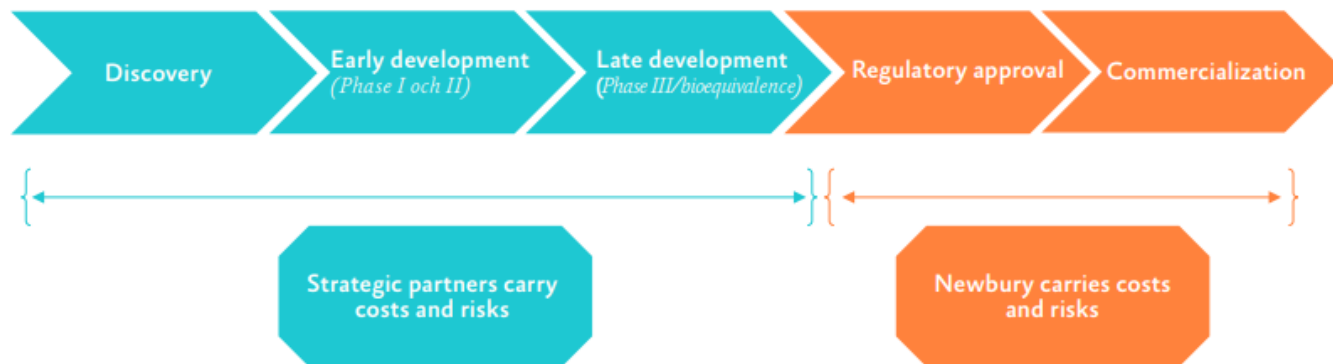 Discovery
Early development
(Phase I och II)
Late development
(Phase III/bioequivalence)
Regulatory approval
Commercialization
Strategic partners carry
costs and risks
Newbury carries costs
and risks